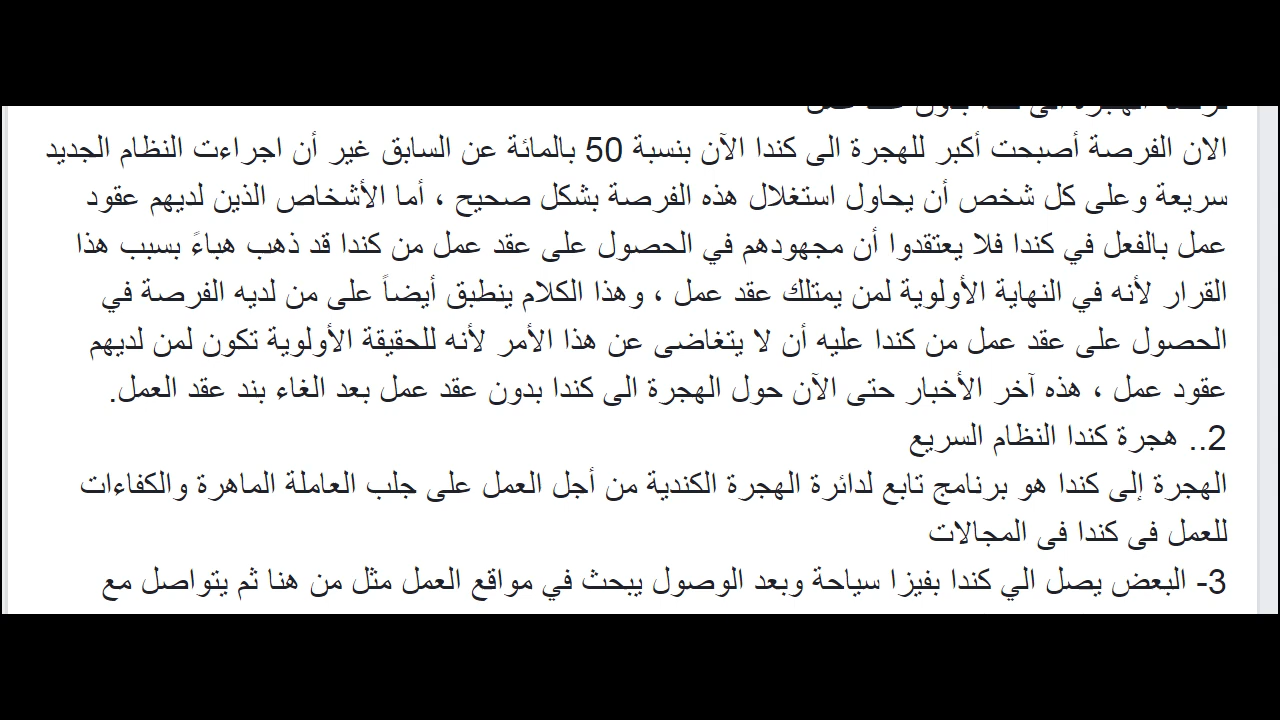 الان الفرصة أصبحت أكبر للهجرة الى كندا الآن بنسبة 50 بالمائة عن السابق غير أن اجراءت النظام الجديد
سريعة وعلى كل شخص أن يحاول استغلال هذه الفرصة بشكل صحيح ، أما الأشخاص الذين لديهم عقود
عمل بالفعل في كندا فلا يعتقدوا أن مجهودهم في الحصول على عقد عمل من كندا قد ذهب هباءً بسبب هذا
القرار لأنه في النهاية الأولوية لمن يمتلك عقد عمل ، وهذا الكلام ينطبق أيضاً على من لديه الفرصة في
الحصول على عقد عمل من كندا عليه أن لا يتغاضى عن هذا الأمر لأنه للحقيقة الأولوية تكون لمن لديهم
عقود عمل ، هذه آخر الأخبار حتى الآن حول الهجرة الى كندا بدون عقد عمل بعد الغاء بند عقد العمل.
2.. هجرة كندا النظام السريع
الهجرة إلى كندا هو برنامج تابع لدائرة الهجرة الكندية من أجل العمل على جلب العاملة الماهرة والكفاءات
للعمل فى كندا فى المجالات
3- البعض يصل الي كندا بفيزا سياحة وبعد الوصول يبحث في مواقع العمل مثل من هنا ثم يتواصل مع